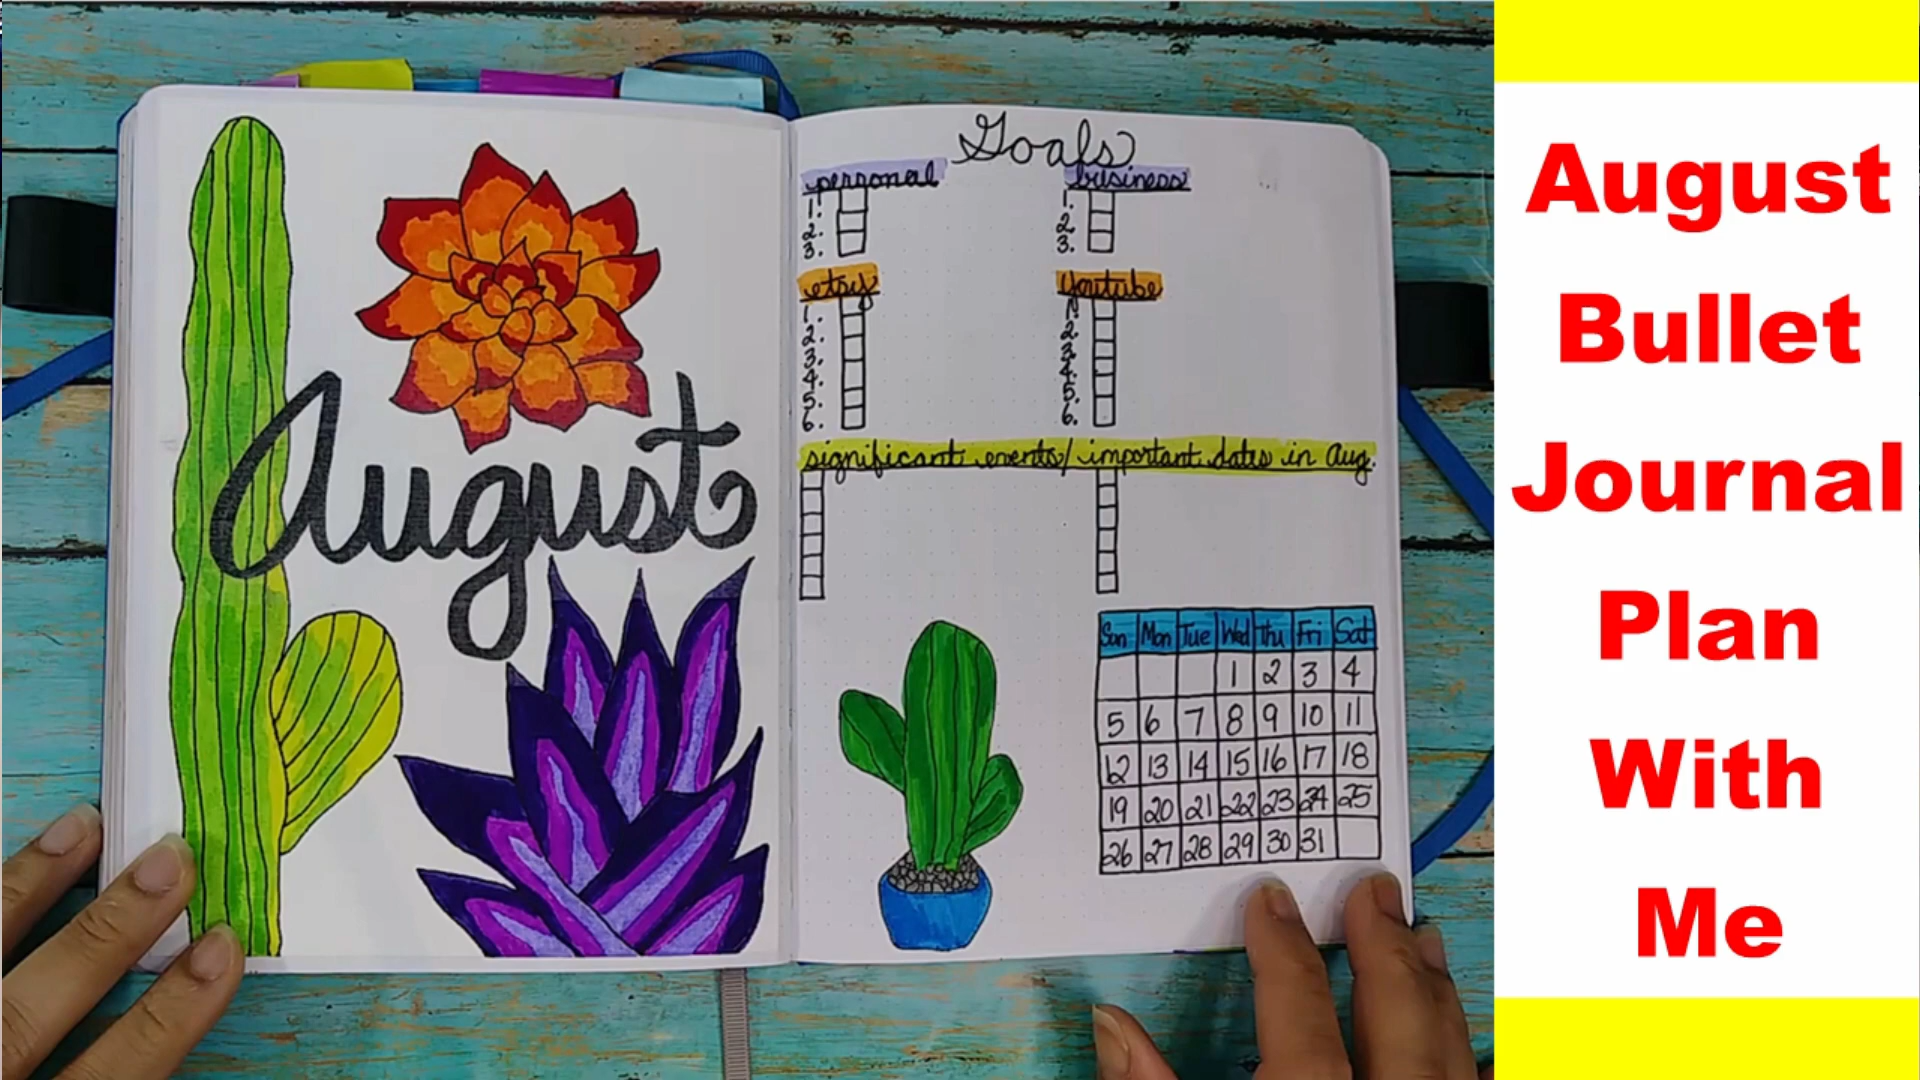 August
Goals
personal
1.
2.
3.
business
1.
2.
3.
etsy
1.
2.
3.
4.
5.
6.
youtube
1.
2.
3.
4.
5.
6.
significant events/important dates in Aug.
Sun Mon Tue Wed Thu Fri Sat
1 2 3 4
5 6 7 8 9 10 11
12 13 14 15 16 17 18
19 20 21 22 23 24 25
26 27 28 29 30 31
August
Bullet
Journal
Plan
With
Me